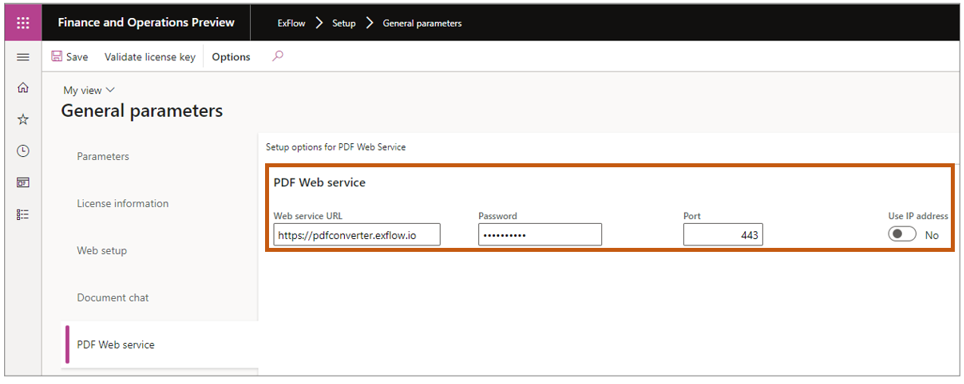 Finance and Operations Preview
ExFlow > Setup > General parameters
Save Validate license key Options
My view
General parameters
Parameters
License information
Web setup
Document chat
PDF Web service
Setup options for PDF Web Service
PDF Web service
Web service URL Password Port Use IP address
https://pdfconverter.exflow.io •••••••••• 443 No